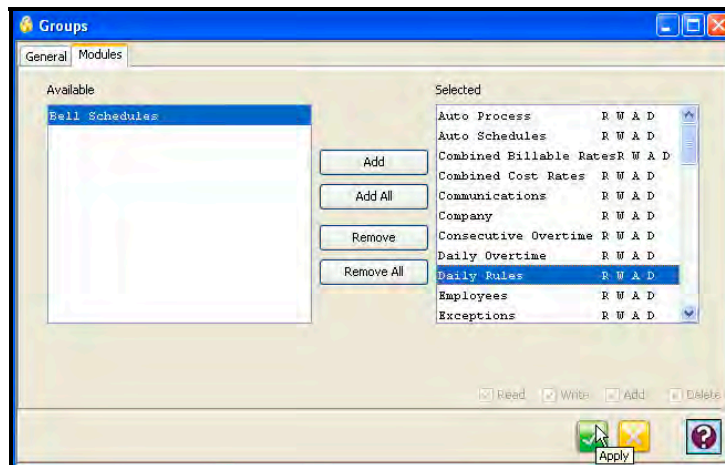 Groups
General Modules
Available
Selected
Bell Schedules
Auto Process R W A D
Auto Schedules R W A D
Combined Billable RatesR W A D
Combined Cost Rates R W A D
Communications R W A D
Company R W A D
Consecutive Overtime R W A D
Daily Overtime R W A D
Daily Rules R W A D
Employees R W A D
Exceptions R W A D
Add
Add All
Remove
Remove All
Read Write Add Delete
Apply